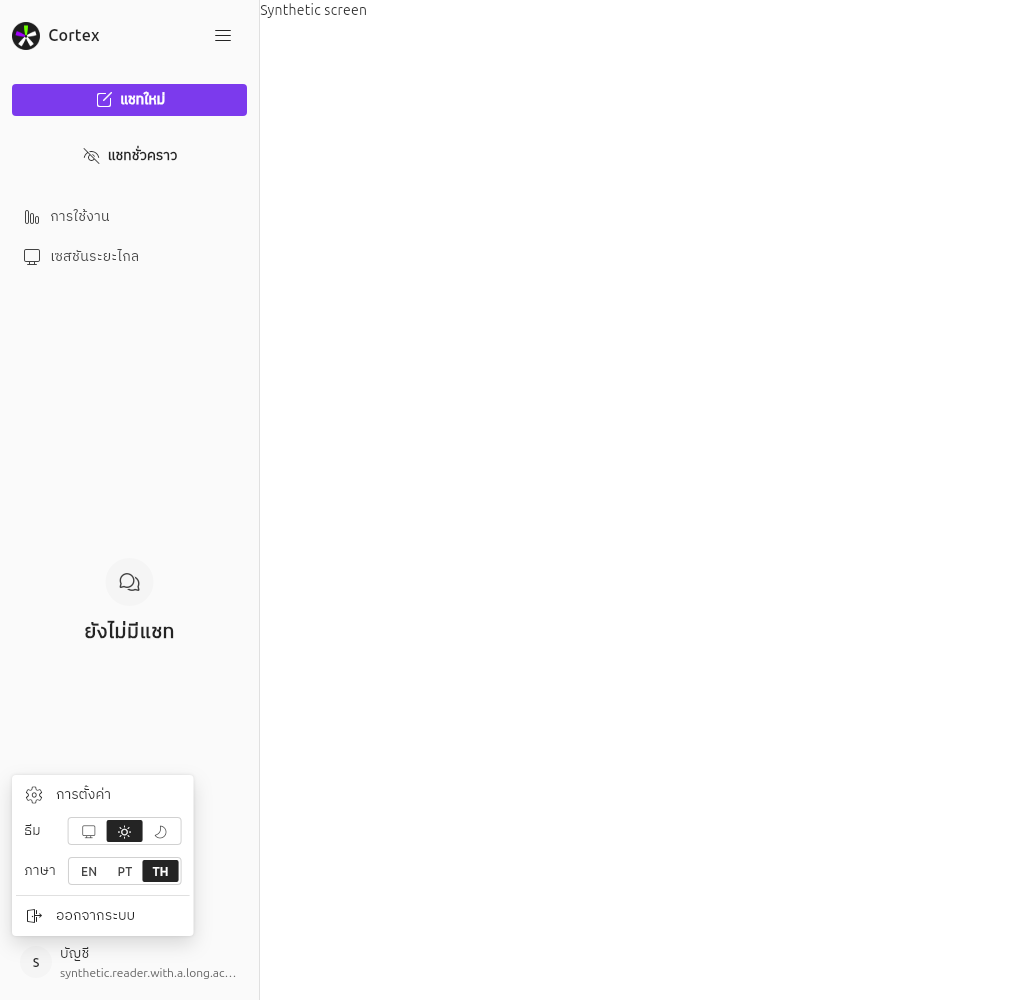 Cortex
Synthetic screen
แชทใหม่
แชทชั่วคราว
การใช้งาน
เซสชันระยะไกล
ยังไม่มีแชท
การตั้งค่า
ธีม
ภาษา EN PT TH
ออกจากระบบ
S บัญชี
synthetic.reader.with.a.long.ac...